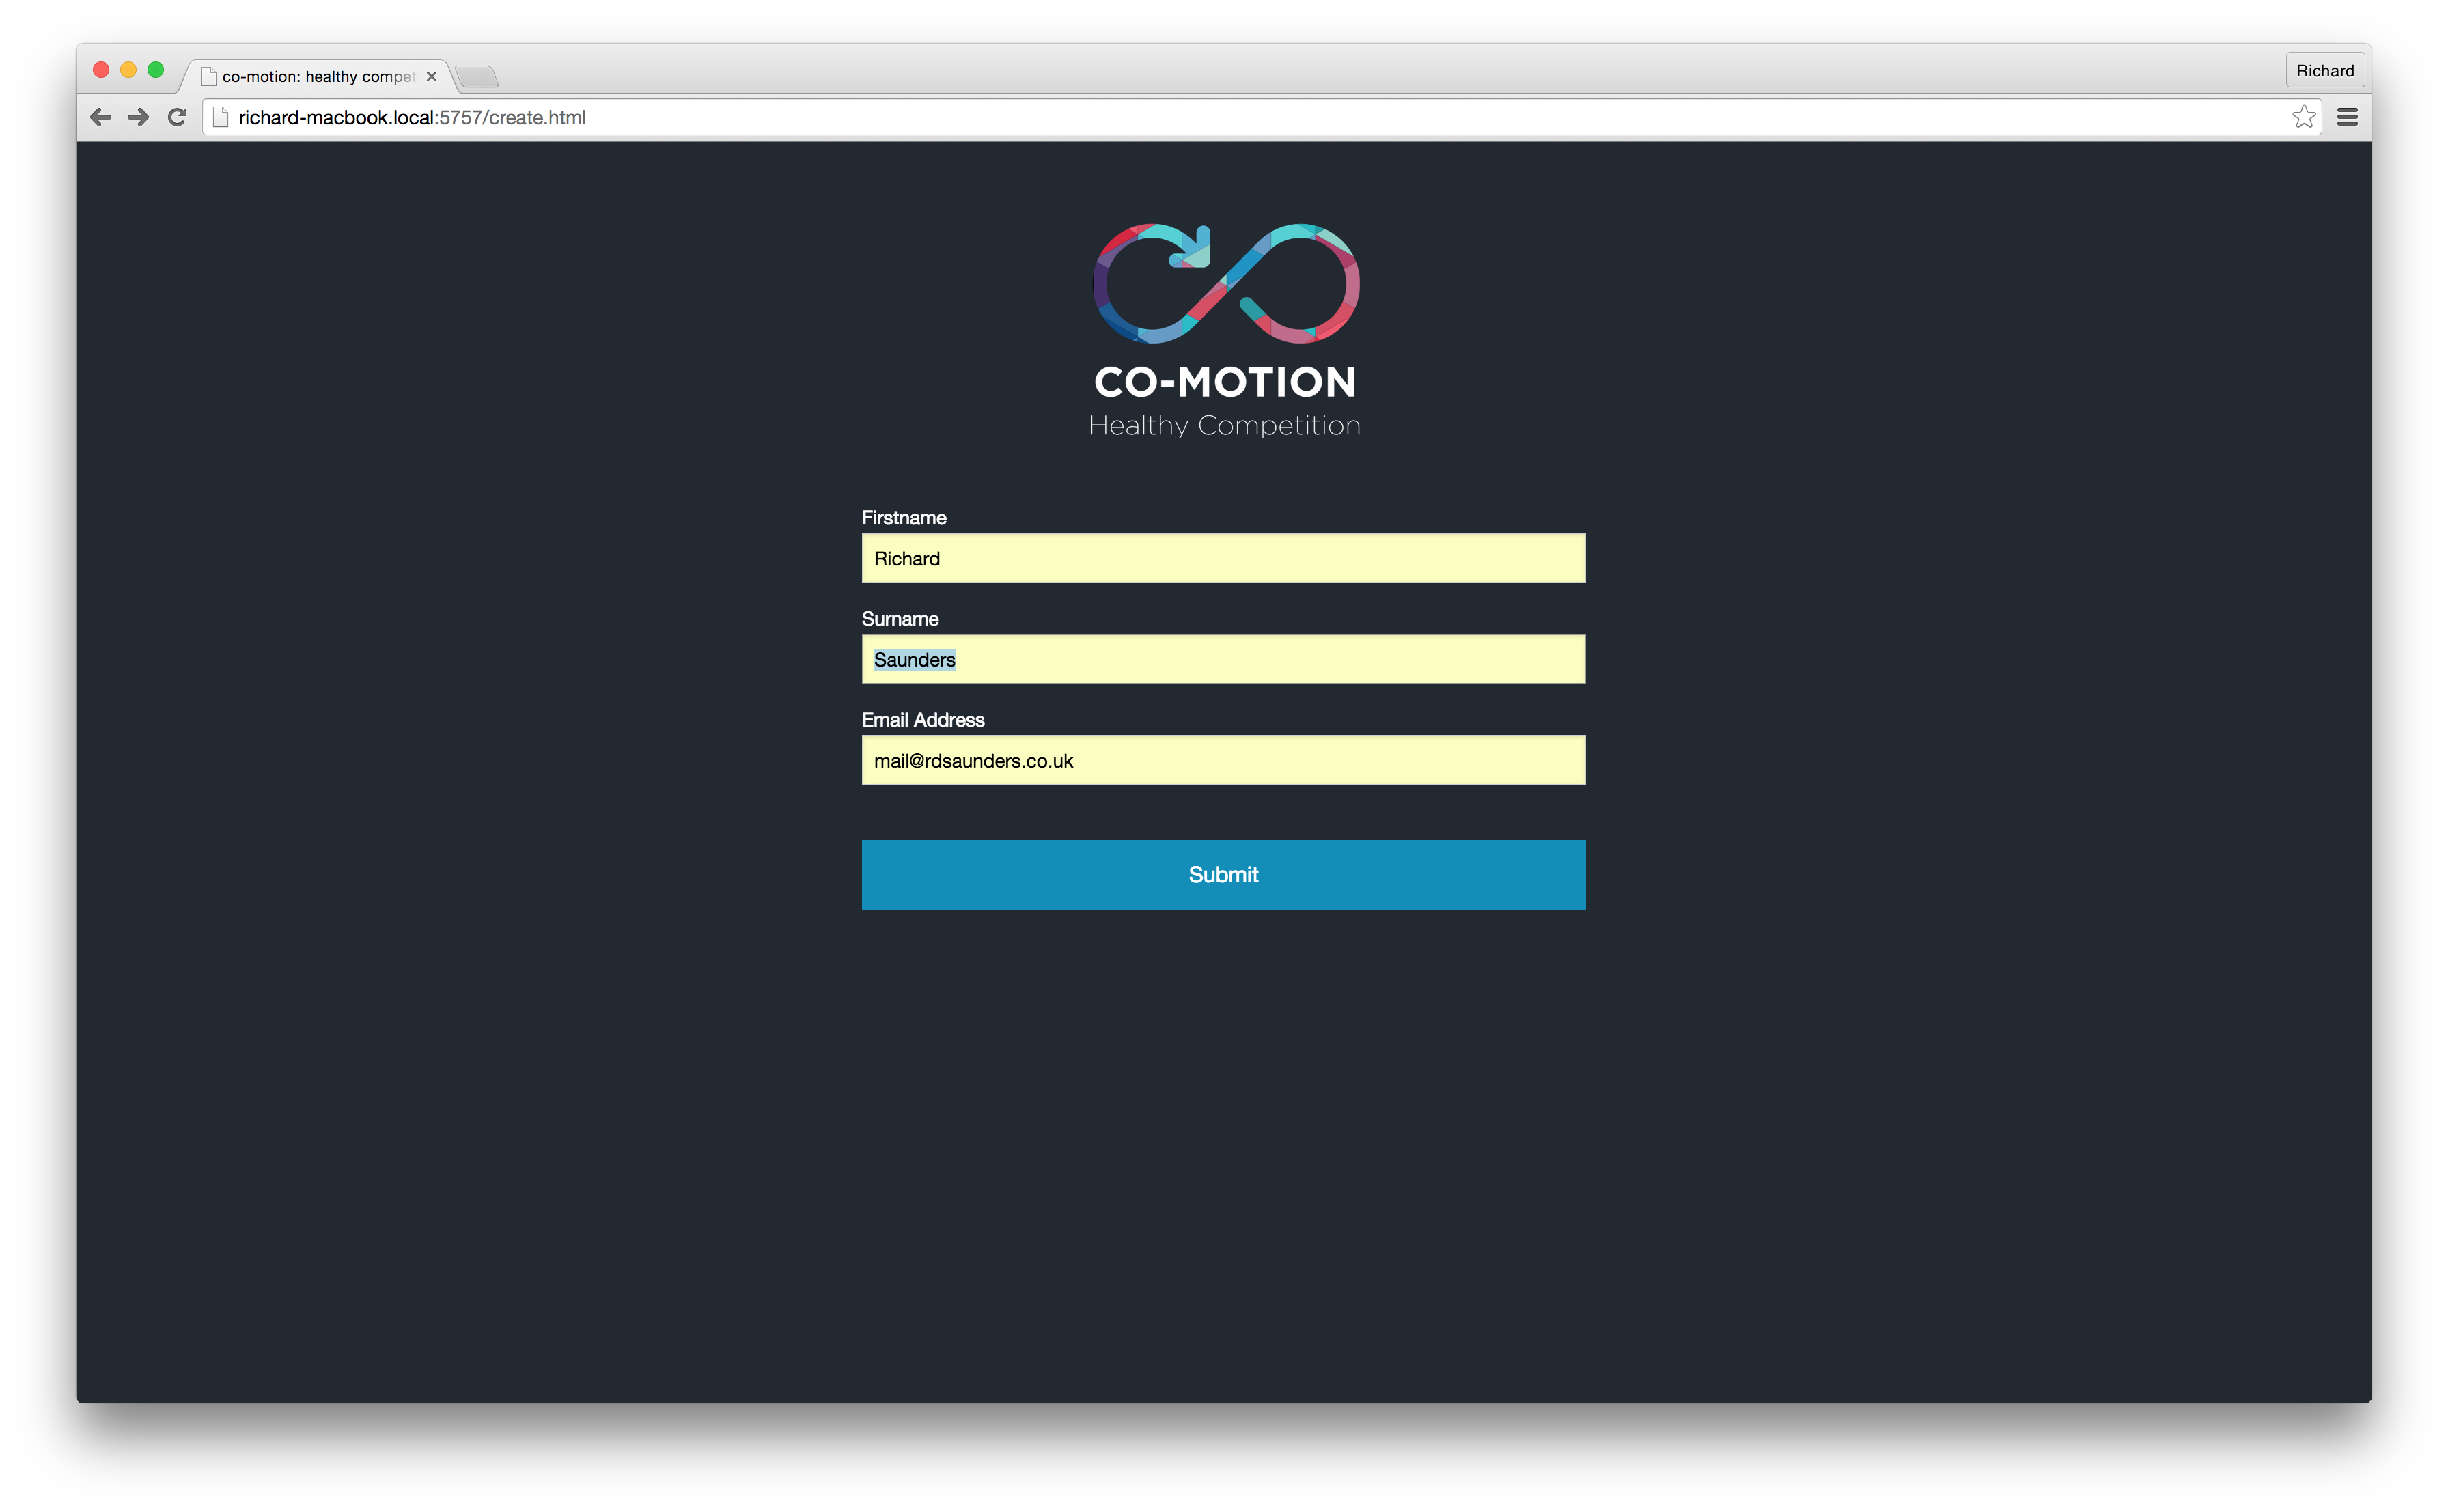 co-motion: healthy compet
Richard
richard-macbook.local:5757/create.html
CO-MOTION
Healthy Competition
Firstname
Richard
Surname
Saunders
Email Address
mail@rdsaunders.co.uk
Submit